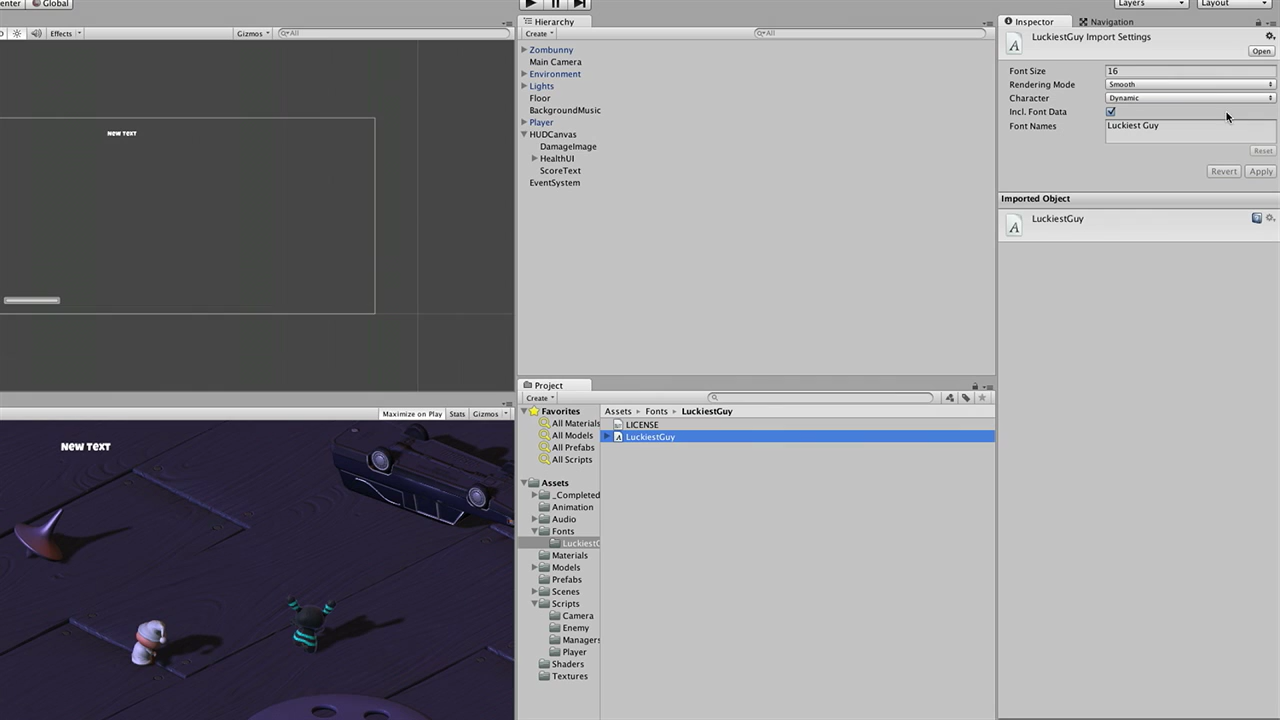 enter Global
Effects Gizmos All
NEW TEXT
Maximize on Play Stats Gizmos
NEW TEXT
Hierarchy
Create All
Zombunny
Main Camera
Environment
Lights
Floor
BackgroundMusic
Player
HUDCanvas
DamageImage
HealthUI
ScoreText
EventSystem
Project
Create
Favorites
All Materials
All Models
All Prefabs
All Scripts
Assets
_Completed
Animation
Audio
Fonts
LuckiestG
Materials
Models
Prefabs
Scenes
Scripts
Camera
Enemy
Managers
Player
Shaders
Textures
Assets Fonts LuckiestGuy
LICENSE
LuckiestGuy
Layers Layout
Inspector Navigation
LuckiestGuy Import Settings
Open
Font Size 16
Rendering Mode Smooth
Character Dynamic
Incl. Font Data
Font Names Luckiest Guy
Reset
Revert Apply
Imported Object
LuckiestGuy